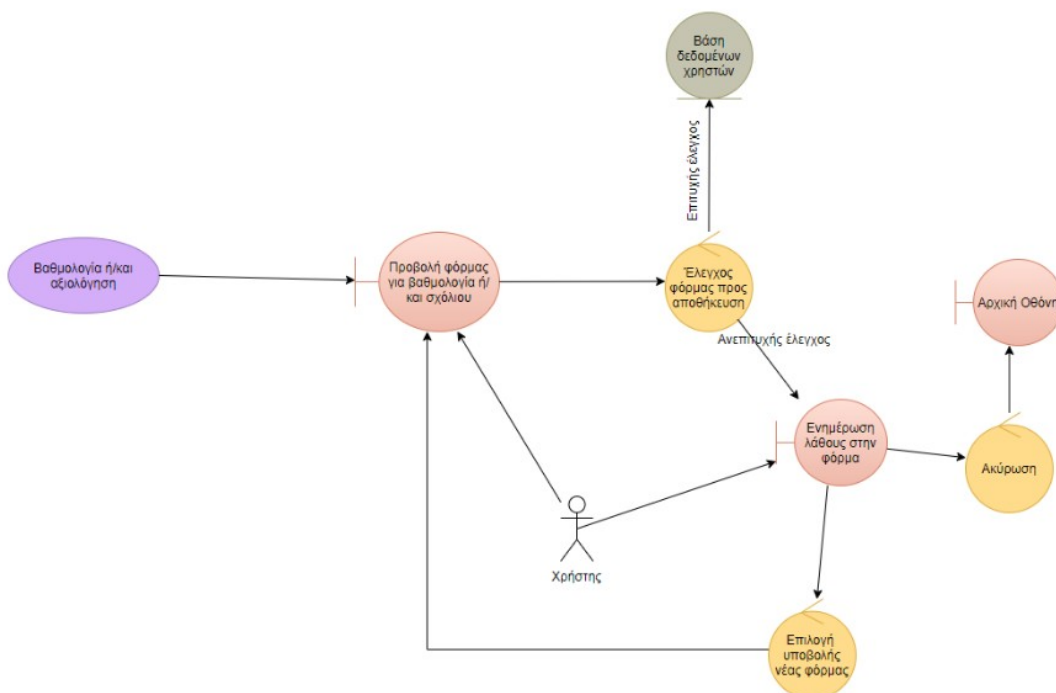 Βάση
δεδομένων
χρηστών
Επιτυχής έλεγχος
Βαθμολογία ή/και
αξιολόγηση
Προβολή φόρμας
για βαθμολογία ή/
και σχόλιου
Έλεγχος
φόρμας προς
αποθήκευση
Αρχική Οθόνη
Ανεπιτυχής έλεγχος
Ενημέρωση
λάθους στην
φόρμα
Ακύρωση
Χρήστης
Επιλογή
υποβολής
νέας φόρμας